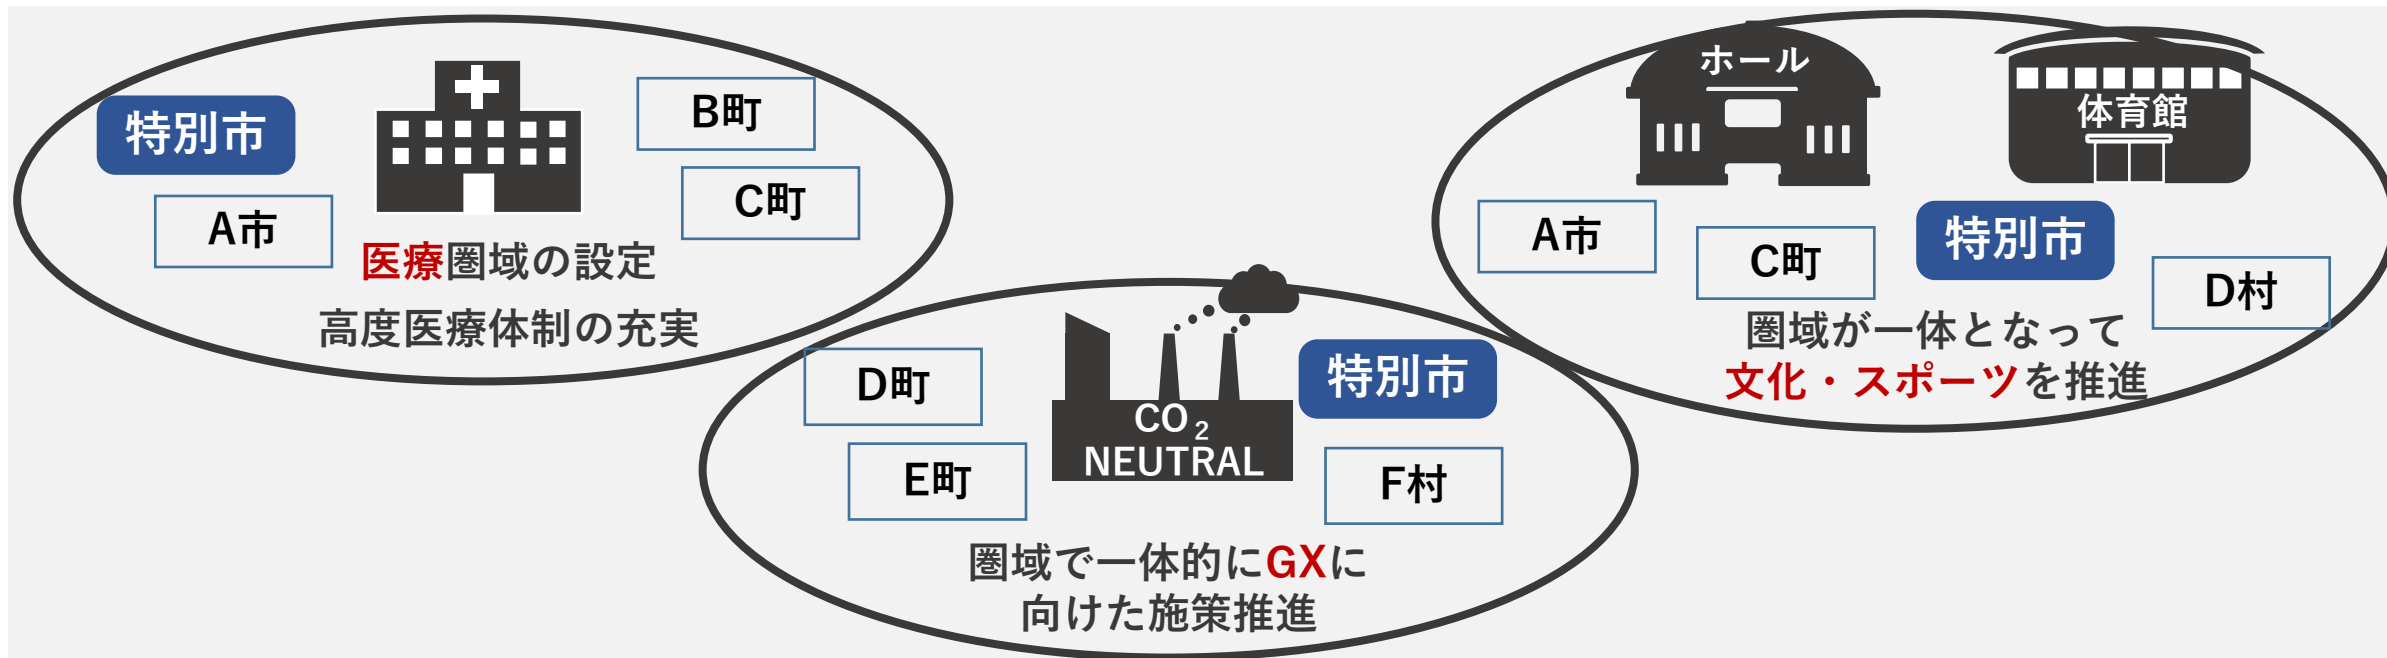 特別市
A市
B町
C町
医療圏域の設定
高度医療体制の充実
D町
E町
CO2
NEUTRAL
特別市
F村
圏域で一体的にGXに
向けた施策推進
ホール
体育館
A市
C町
特別市
D村
圏域が一体となって
文化・スポーツを推進